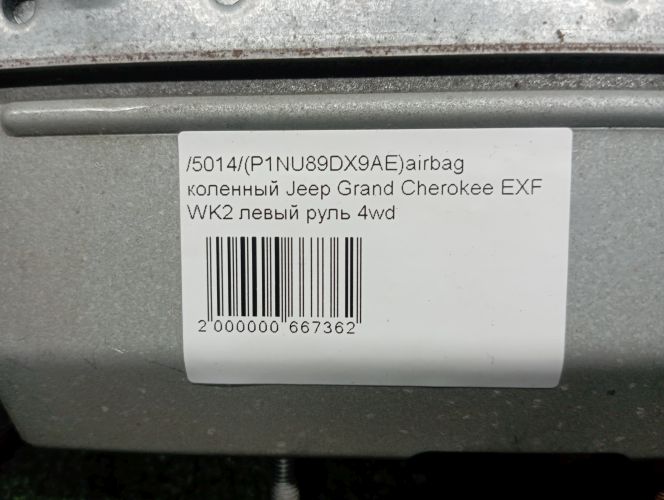 /5014/(P1NU89DX9AE)airbag
коленный Jeep Grand Cherokee EXF
WK2 левый руль 4wd
2 000000 667362